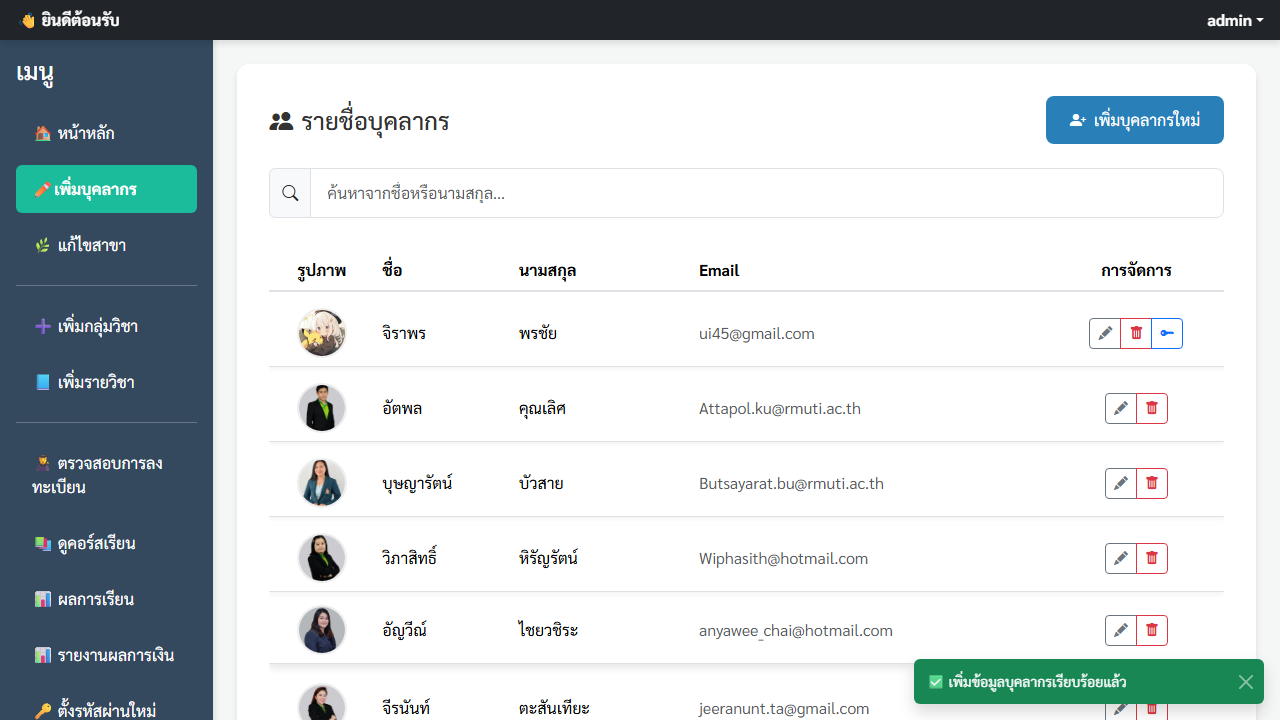 👋 ยินดีต้อนรับ
admin
เมนู
🏠 หน้าหลัก
เพิ่มบุคลากร
🌿 แก้ไขสาขา
➕ เพิ่มกลุ่มวิชา
📘 เพิ่มรายวิชา
ตรวจสอบการลง
ทะเบียน
📚 ดูคอร์สเรียน
📊 ผลการเรียน
📊 รายงานผลการเงิน
🔑 ตั้งรหัสผ่านใหม่
รายชื่อบุคลากร
เพิ่มบุคลากรใหม่
ค้นหาจากชื่อหรือนามสกุล...
รูปภาพ ชื่อ นามสกุล Email การจัดการ
จิราพร พรชัย ui45@gmail.com
อัตพล คุณเลิศ Attapol.ku@rmuti.ac.th
บุษญารัตน์ บัวสาย Butsayarat.bu@rmuti.ac.th
วิภาสิทธิ์ หิรัญรัตน์ Wiphasith@hotmail.com
อัญวีณ์ ไชยวชิระ anyawee_chai@hotmail.com
จีรนันท์ ตะสันเทียะ jeeranunt.ta@gmail.com
✅ เพิ่มข้อมูลบุคลากรเรียบร้อยแล้ว